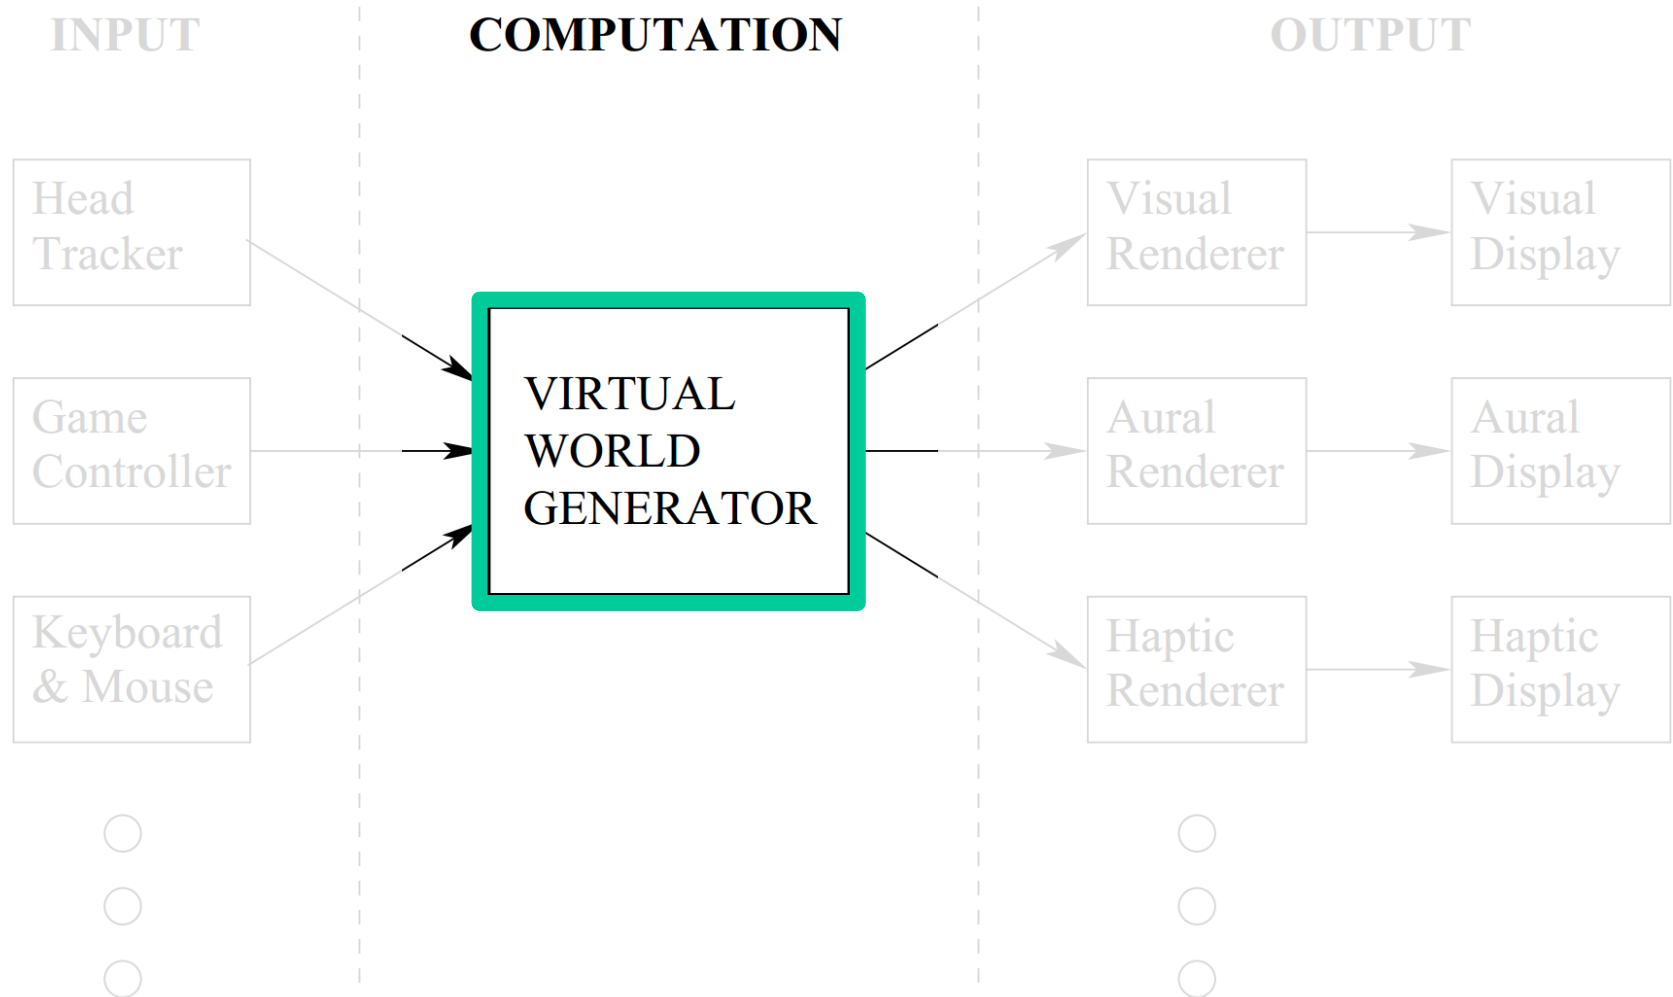 INPUT
COMPUTATION
OUTPUT
Head
Tracker
Game
Controller
Keyboard
& Mouse
VIRTUAL
WORLD
GENERATOR
Visual
Renderer
Visual
Display
Aural
Renderer
Aural
Display
Haptic
Renderer
Haptic
Display